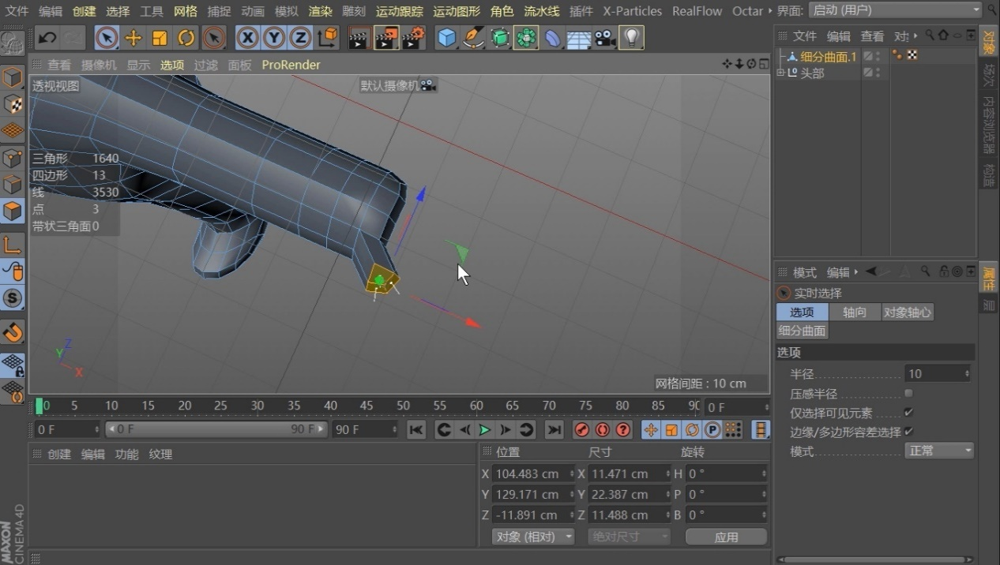 文件 编辑 创建 选择 工具 网格 捕捉 动画 模拟 渲染 雕刻 运动跟踪 运动图形 角色 流水线 插件 X-Particles RealFlow Octar 界面: 启动 (用户)
X Y Z
文件 编辑 查看 对
查看 摄像机 显示 选项 过滤 面板 ProRender
细分曲面.1
头部
透视视图
默认摄像机
三角形 1640
四边形 13
线 3530
点 3
带状三角面 0
Z
Y
X
网格间距 : 10 cm
对象
场次
内容浏览器
构造
模式 编辑
属性
层
实时选择
选项 轴向 对象轴心
细分曲面
选项
半径 10
压感半径
仅选择可见元素
边缘/多边形容差选择
模式 正常
0 5 10 15 20 25 30 35 40 45 50 55 60 65 70 75 80 85 90 0 F
0 F 0 F 90 F 90 F
创建 编辑 功能 纹理
位置 尺寸 旋转
X 104.483 cm X 11.471 cm H 0 °
Y 129.171 cm Y 22.387 cm P 0 °
Z -11.891 cm Z 11.488 cm B 0 °
对象 (相对) 绝对尺寸 应用
MAXON
CINEMA 4D